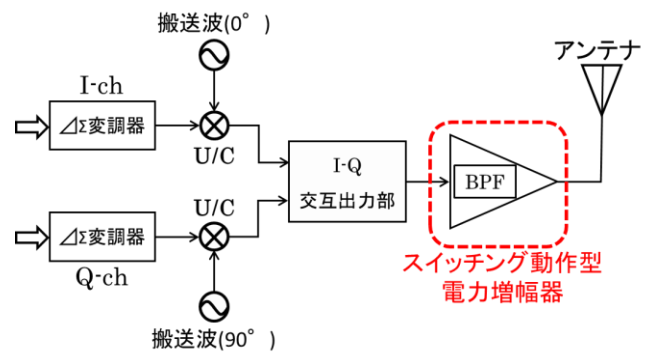 搬送波(0°)
アンテナ
I-ch
⊿Σ変調器
U/C
I-Q
交互出力部
BPF
U/C
⊿Σ変調器
Q-ch
スイッチング動作型
電力増幅器
搬送波(90°)